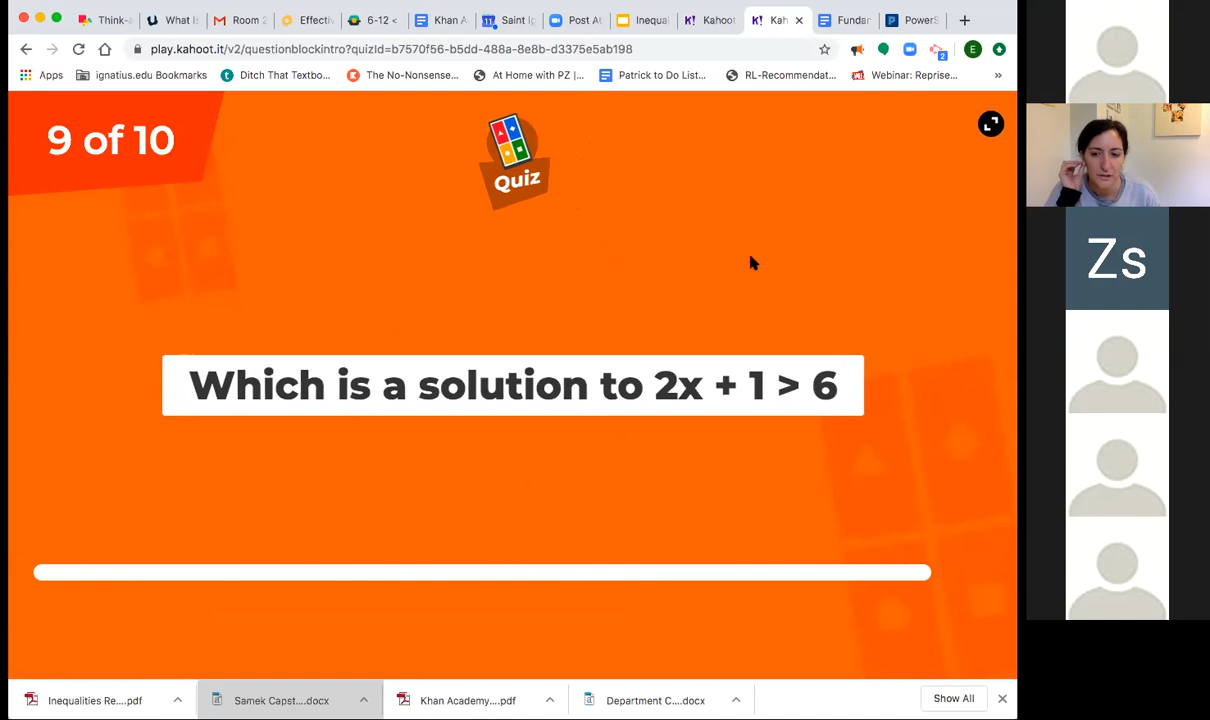 Think-a
What Is
Room 2
Effectiv
6-12 <
Khan A
Saint Ig
Post At
Inequal
Kahoot
Kah
Fundar
PowerS
play.kahoot.it/v2/questionblockintro?quizId=b7570f56-b5dd-488a-8e8b-d3375e5ab198
E
Apps
ignatius.edu Bookmarks
Ditch That Textbo...
The No-Nonsense...
At Home with PZ |...
Patrick to Do List...
RL-Recommendat...
Webinar: Reprise...
»
9 of 10
Quiz
Which is a solution to 2x + 1 > 6
Zs
Inequalities Re....pdf
Samek Capst....docx
Khan Academy....pdf
Department C....docx
Show All